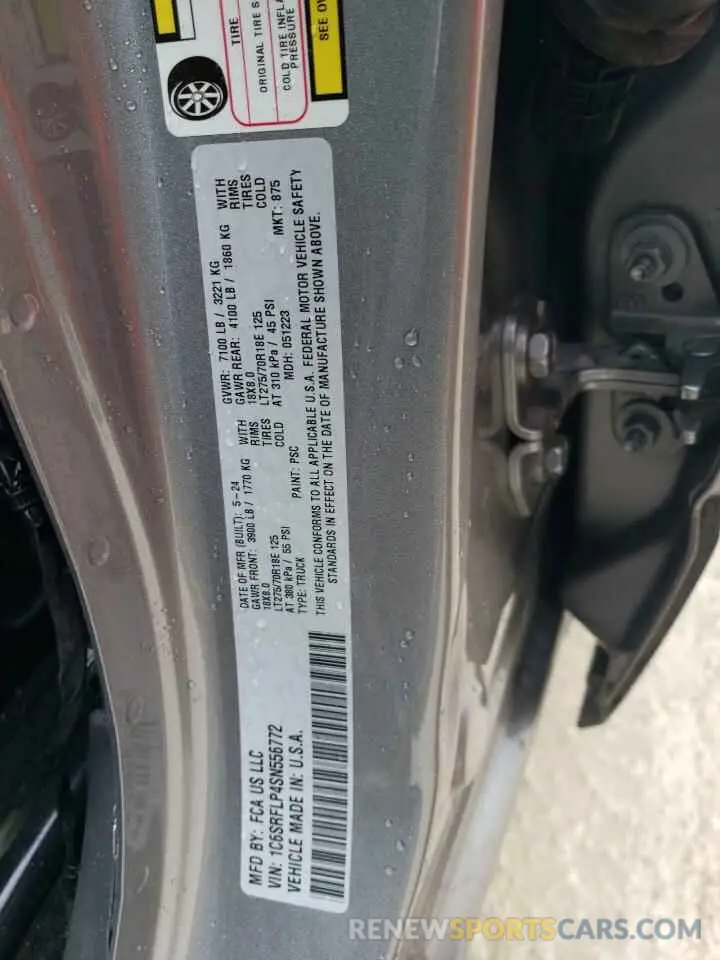 TIRE
ORIGINAL TIRE S
COLD TIRE INFLA
PRESSURE
SEE OW
MFD BY: FCA US LLC
VIN: 1C6SRFLP4SN556772
VEHICLE MADE IN: U.S.A.
DATE OF MFR (BUILT): 5-24
GAWR FRONT: 3900 LB / 1770 KG WITH
18X8.0 RIMS
LT275/70R18E 125 TIRES
AT 380 kPa / 55 PSI COLD
TYPE: TRUCK PAINT: PSC
GVWR: 7100 LB / 3221 KG
GAWR REAR: 4100 LB / 1860 KG WITH
18X8.0 RIMS
LT275/70R18E 125 TIRES
AT 310 kPa / 45 PSI COLD
MDH: 051223 MKT: 875
THIS VEHICLE CONFORMS TO ALL APPLICABLE U.S.A. FEDERAL MOTOR VEHICLE SAFETY
STANDARDS IN EFFECT ON THE DATE OF MANUFACTURE SHOWN ABOVE.
RENEWSPORTSCARS.COM